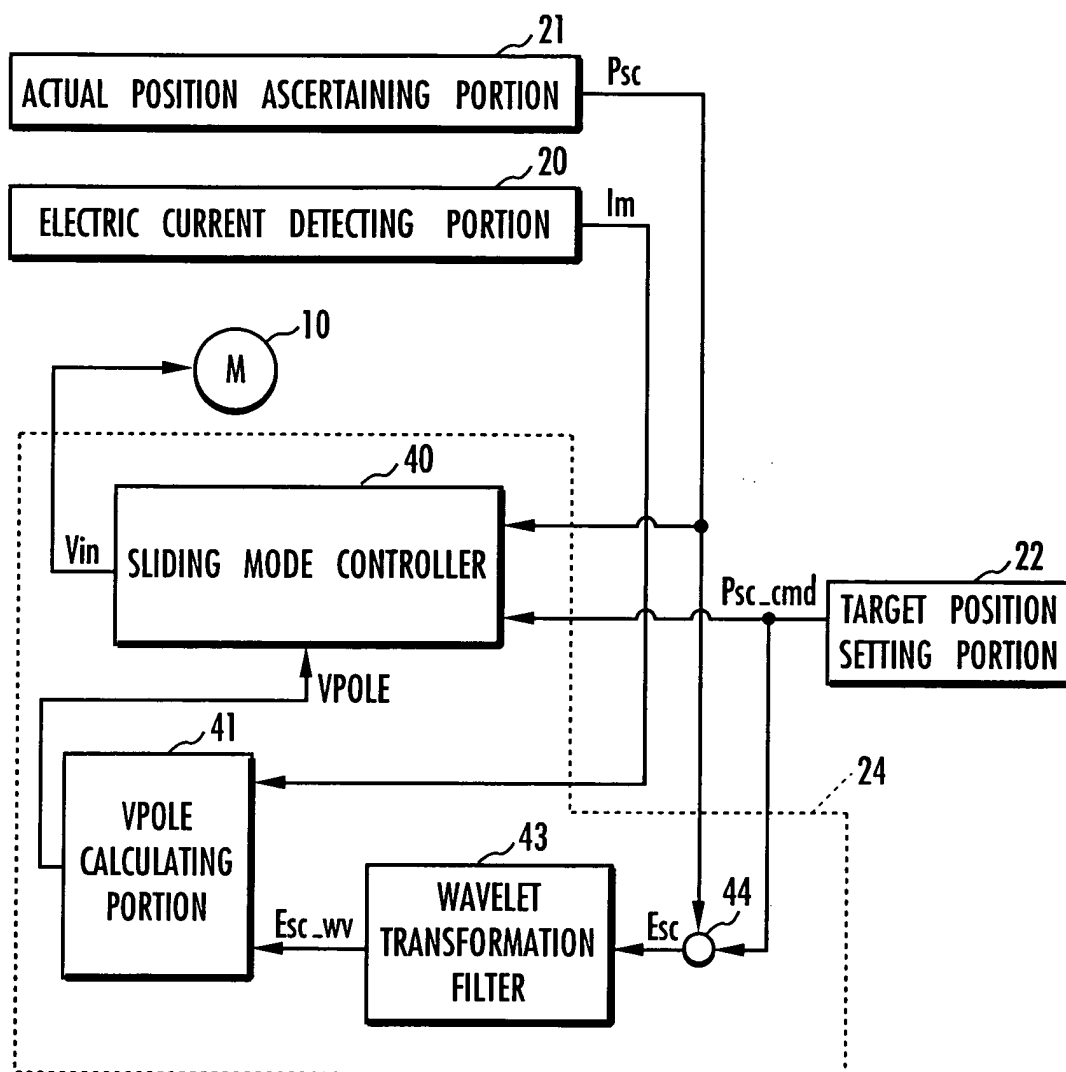 21
Psc
ACTUAL POSITION ASCERTAINING PORTION
20
Im
ELECTRIC CURRENT DETECTING PORTION
10
M
40
Vin
SLIDING MODE CONTROLLER
22
Psc_cmd
TARGET POSITION
SETTING PORTION
VPOLE
41
24
VPOLE
CALCULATING
PORTION
43
44
WAVELET
TRANSFORMATION
FILTER
Esc_wv
Esc